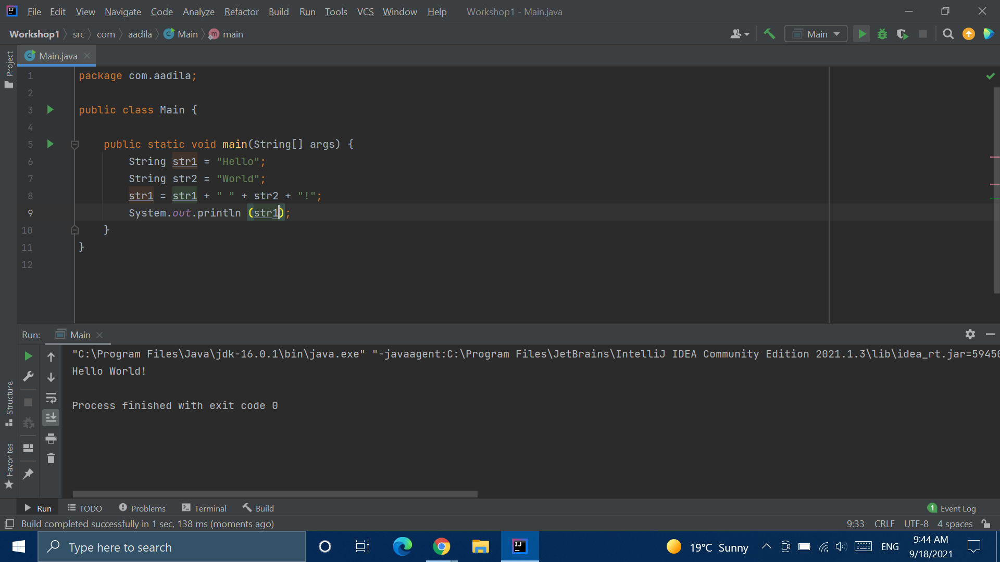 File Edit View Navigate Code Analyze Refactor Build Run Tools VCS Window Help Workshop1 - Main.java
Workshop1 src com aadila Main main
Main
Project
Main.java
1 package com.aadila;
2
3 public class Main {
4
5 public static void main(String[] args) {
6 String str1 = "Hello";
7 String str2 = "World";
8 str1 = str1 + " " + str2 + "!";
9 System.out.println (str1);
10 }
11 }
12
Run: Main
"C:\Program Files\Java\jdk-16.0.1\bin\java.exe" "-javaagent:C:\Program Files\JetBrains\IntelliJ IDEA Community Edition 2021.1.3\lib\idea_rt.jar=59450
Hello World!
Process finished with exit code 0
Structure
Favorites
Run TODO Problems Terminal Build 1 Event Log
Build completed successfully in 1 sec, 138 ms (moments ago) 9:33 CRLF UTF-8 4 spaces
Type here to search 19°C Sunny ENG 9:44 AM
9/18/2021